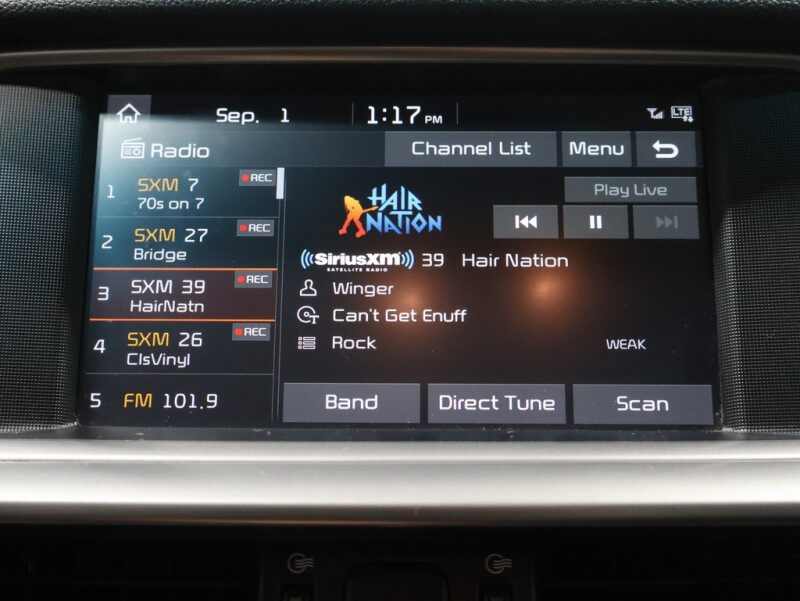 Sep. 1 1:17 PM LTE
Radio Channel List Menu
1 SXM 7 REC
70s on 7
2 SXM 27 REC
Bridge
3 SXM 39 REC
HairNatn
4 SXM 26 REC
ClsVinyl
5 FM 101.9
Play Live
HAIR
NATION
SiriusXM 39 Hair Nation
SATELLITE RADIO
Winger
Can't Get Enuff
Rock WEAK
Band Direct Tune Scan